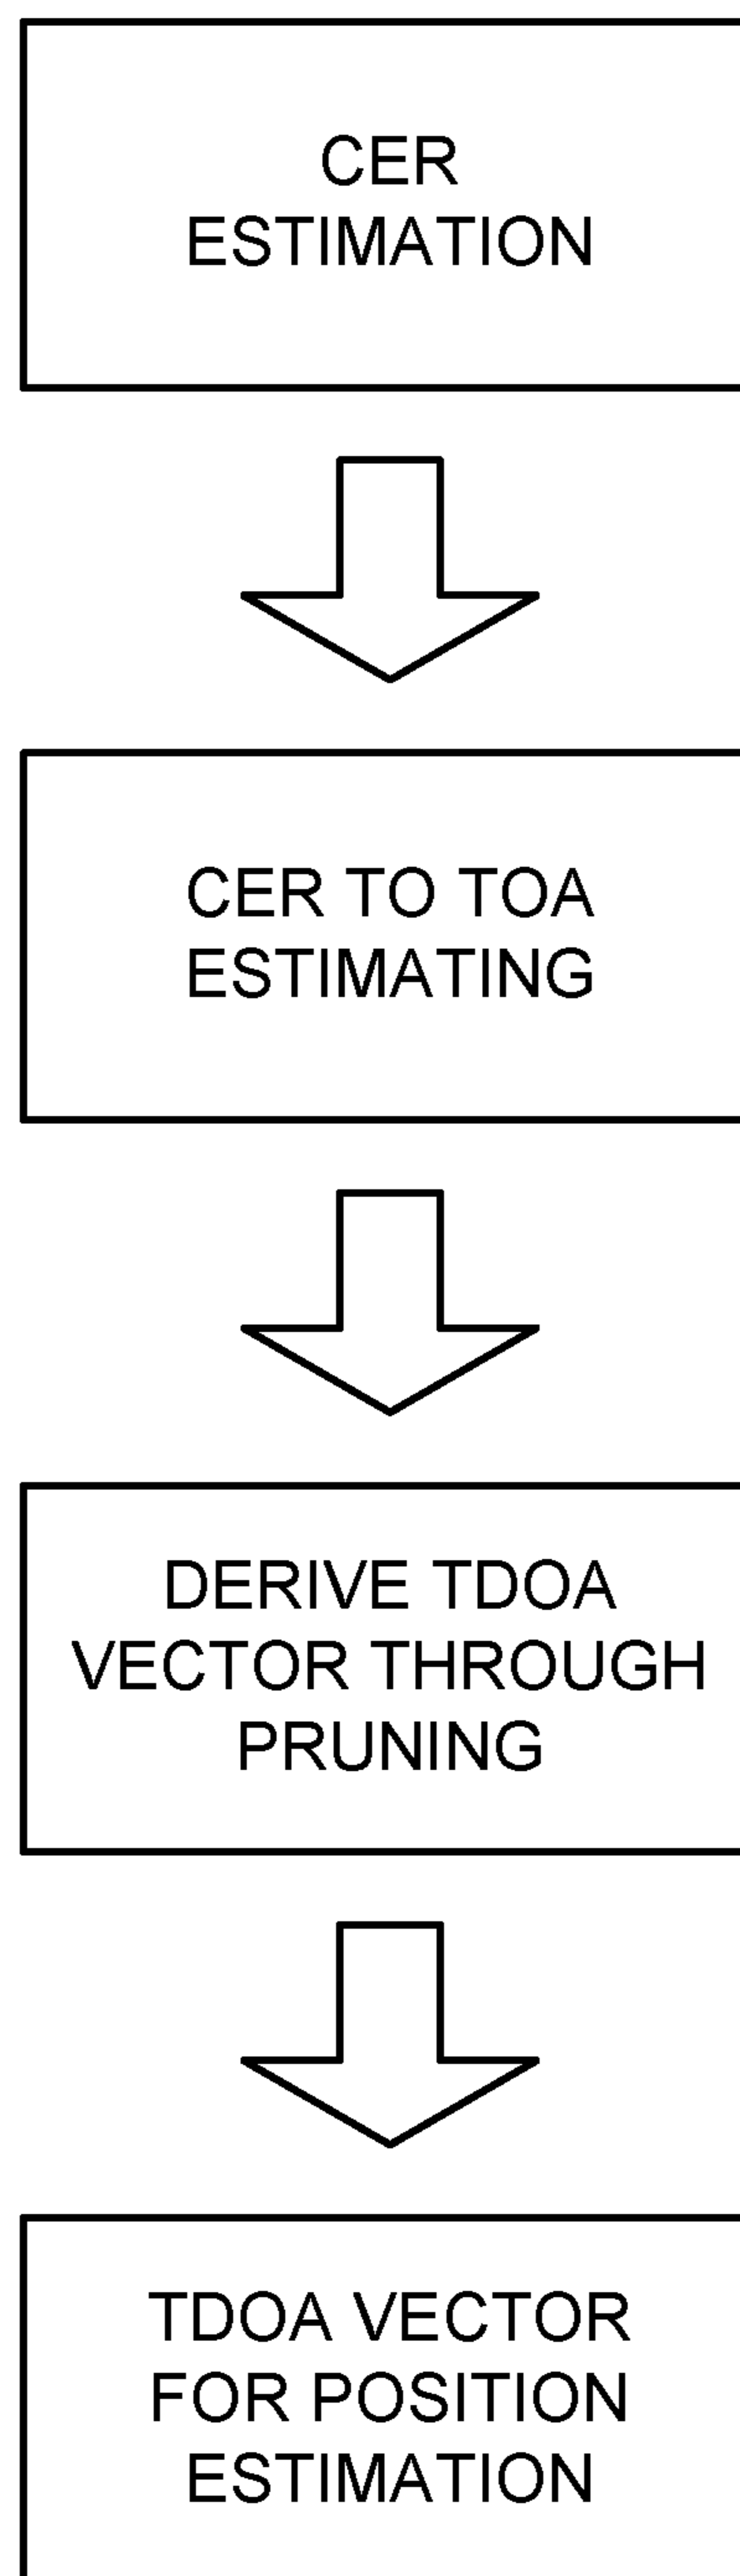 CER
ESTIMATION
CER TO TOA
ESTIMATING
DERIVE TDOA
VECTOR THROUGH
PRUNING
TDOA VECTOR
FOR POSITION
ESTIMATION